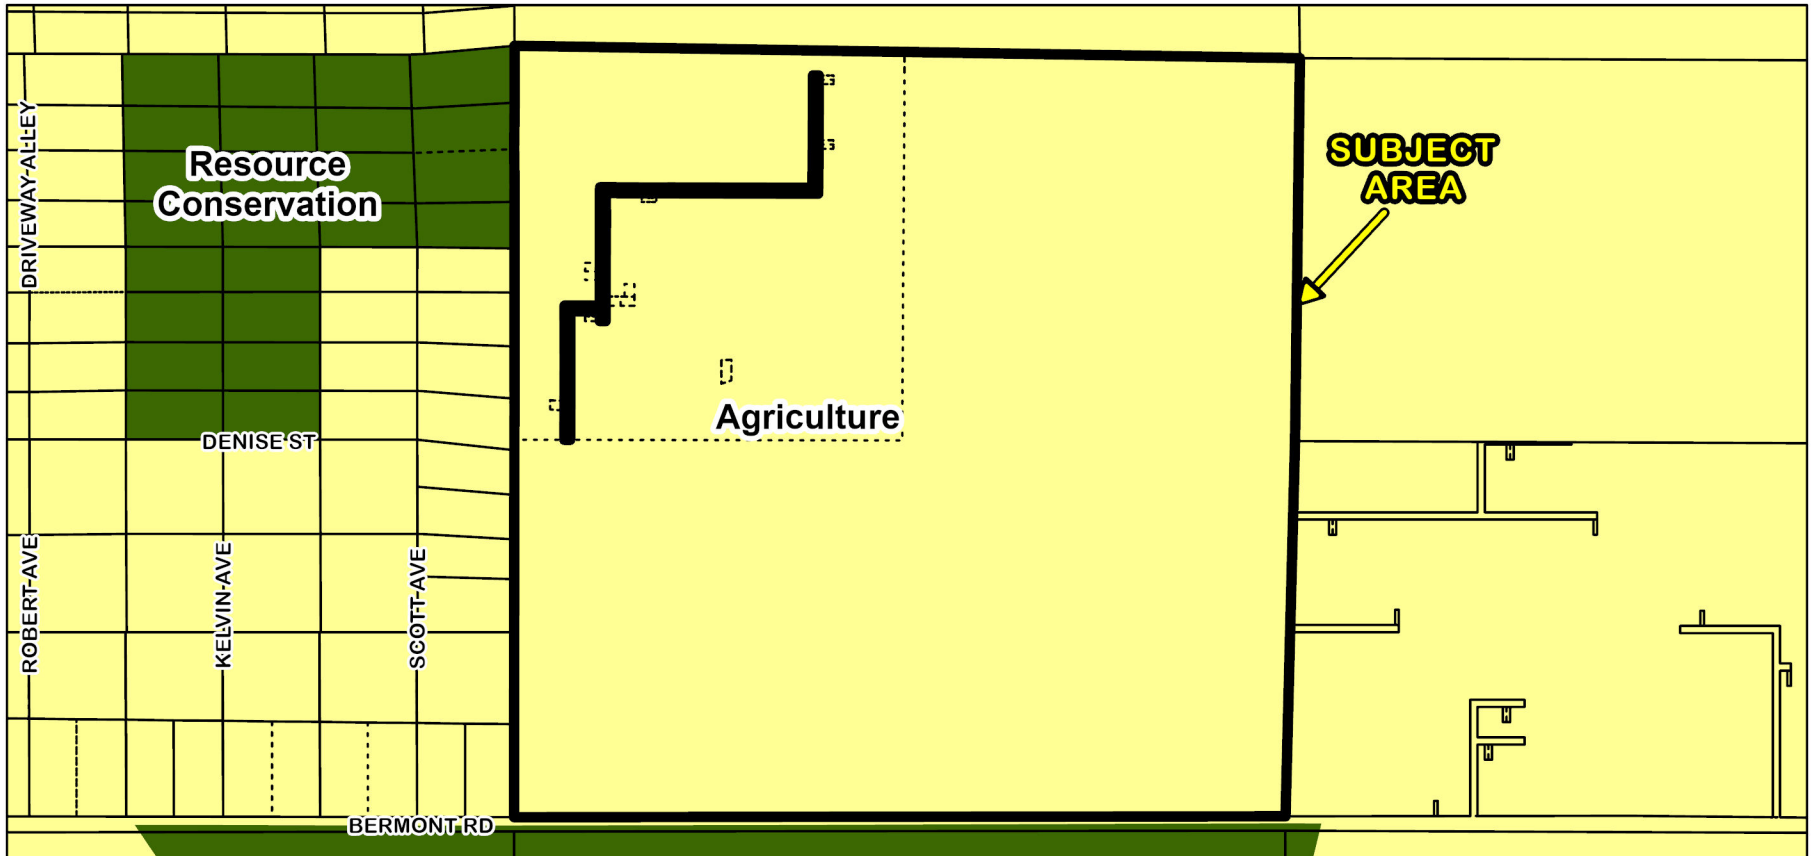 DRIVEWAY-ALLEY
Resource
Conservation
SUBJECT
AREA
Agriculture
DENISE ST
ROBERT-AVE
KELVIN-AVE
SCOTT-AVE
BERMONT RD